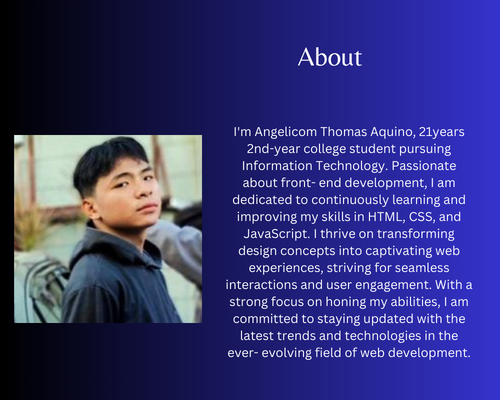 About
I'm Angelicom Thomas Aquino, 21years
2nd-year college student pursuing
Information Technology. Passionate
about front- end development, I am
dedicated to continuously learning and
improving my skills in HTML, CSS, and
JavaScript. I thrive on transforming
design concepts into captivating web
experiences, striving for seamless
interactions and user engagement. With a
strong focus on honing my abilities, I am
committed to staying updated with the
latest trends and technologies in the
ever- evolving field of web development.